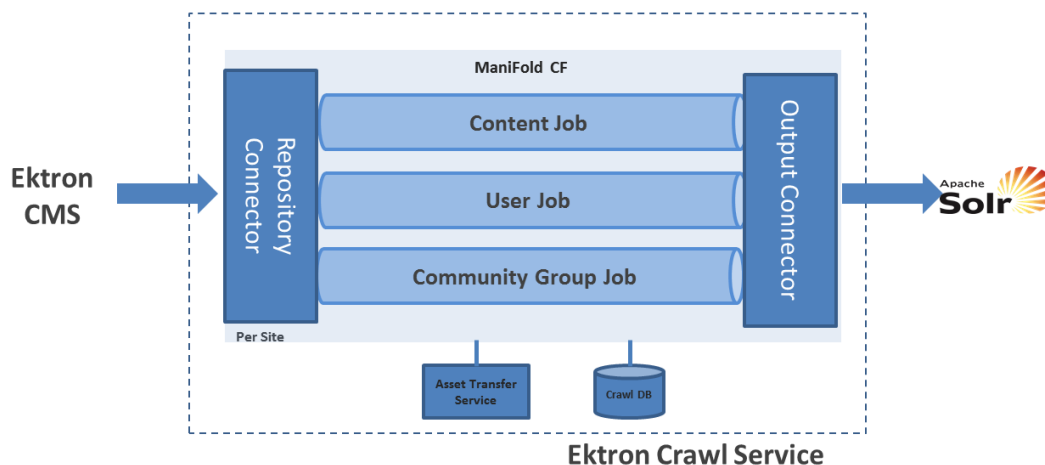 ManiFold CF
Ektron
CMS
Repository
Connector
Content Job
User Job
Community Group Job
Output Connector
Apache
Solr
Per Site
Asset Transfer
Service
Crawl DB
Ektron Crawl Service